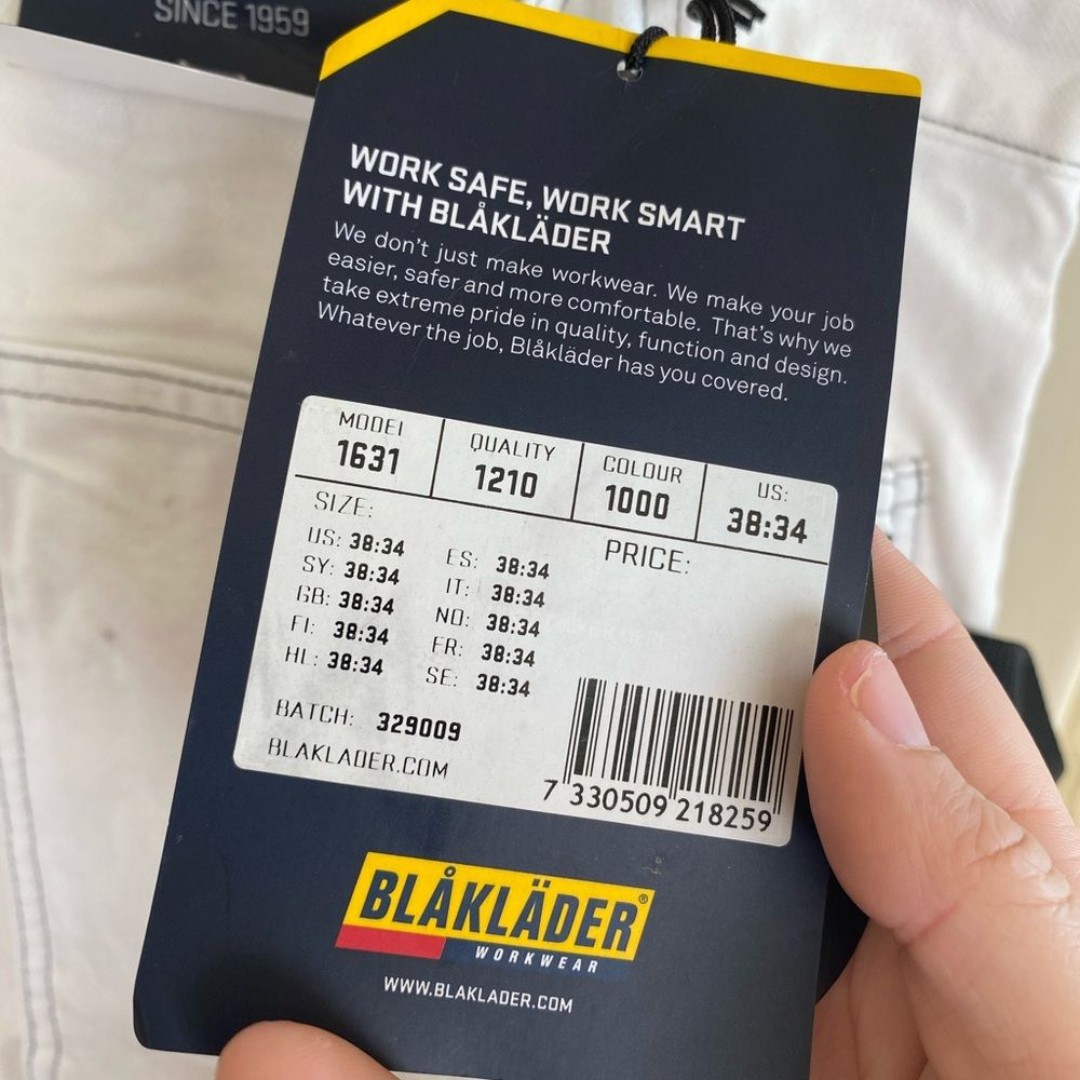 SINCE 1959
WORK SAFE, WORK SMART
WITH BLÅKLÄDER
We don't just make workwear. We make your job
easier, safer and more comfortable. That's why we
take extreme pride in quality, function and design.
Whatever the job, Blåkläder has you covered.
MODEL QUALITY COLOUR US:
1631 1210 1000 38:34
SIZE: PRICE:
US: 38:34 ES: 38:34
SY: 38:34 IT: 38:34
GB: 38:34 NO: 38:34
FI: 38:34 FR: 38:34
HL: 38:34 SE: 38:34
BATCH: 329009
BLAKLADER.COM
7 330509 218259
BLÅKLÄDER®
WORKWEAR
WWW.BLAKLADER.COM